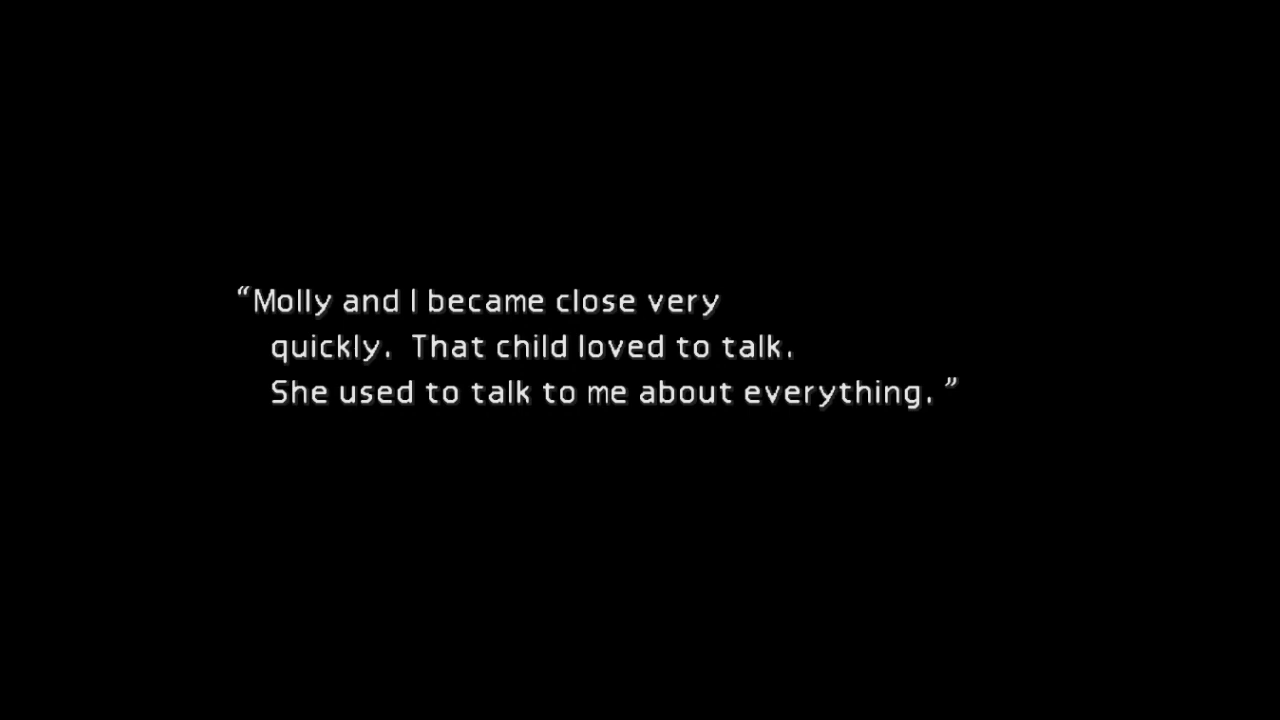 “Molly and I became close very
quickly.  That child loved to talk.
She used to talk to me about everything. ”